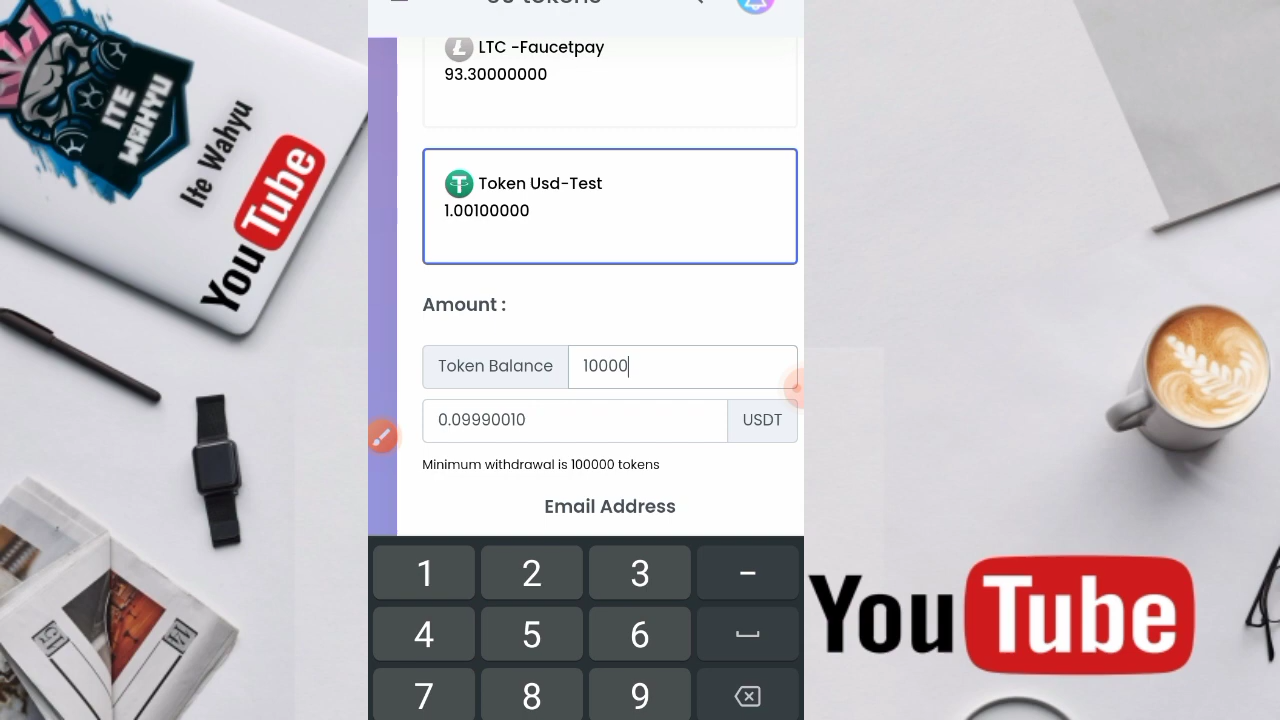 ITE
WAHYU
Ite Wahyu
YouTube
tokens
LTC -Faucetpay
93.30000000
Token Usd-Test
1.00100000
Amount :
Token Balance
10000
0.09990010
USDT
Minimum withdrawal is 100000 tokens
Email Address
1
2
3
-
4
5
6
7
8
9
YouTube